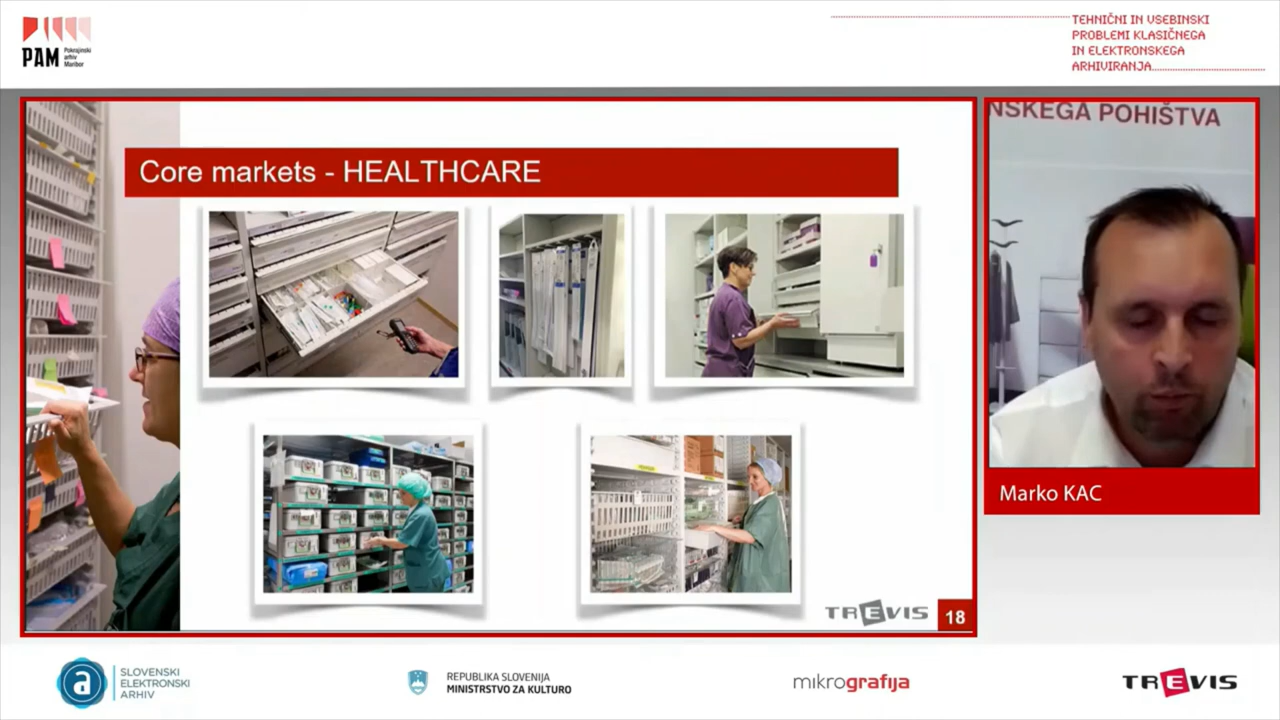 PAM
Pokrajinski
arhiv
Maribor
TEHNIČNI IN VSEBINSKI
PROBLEMI KLASIČNEGA
IN ELEKTRONSKEGA
ARHIVIRANJA
Core markets - HEALTHCARE
NSKEGA POHIŠTVA
Marko KAC
TREVIS
18
a
SLOVENSKI
ELEKTRONSKI
ARHIV
REPUBLIKA SLOVENIJA
MINISTRSTVO ZA KULTURO
mikrografija
TREVIS